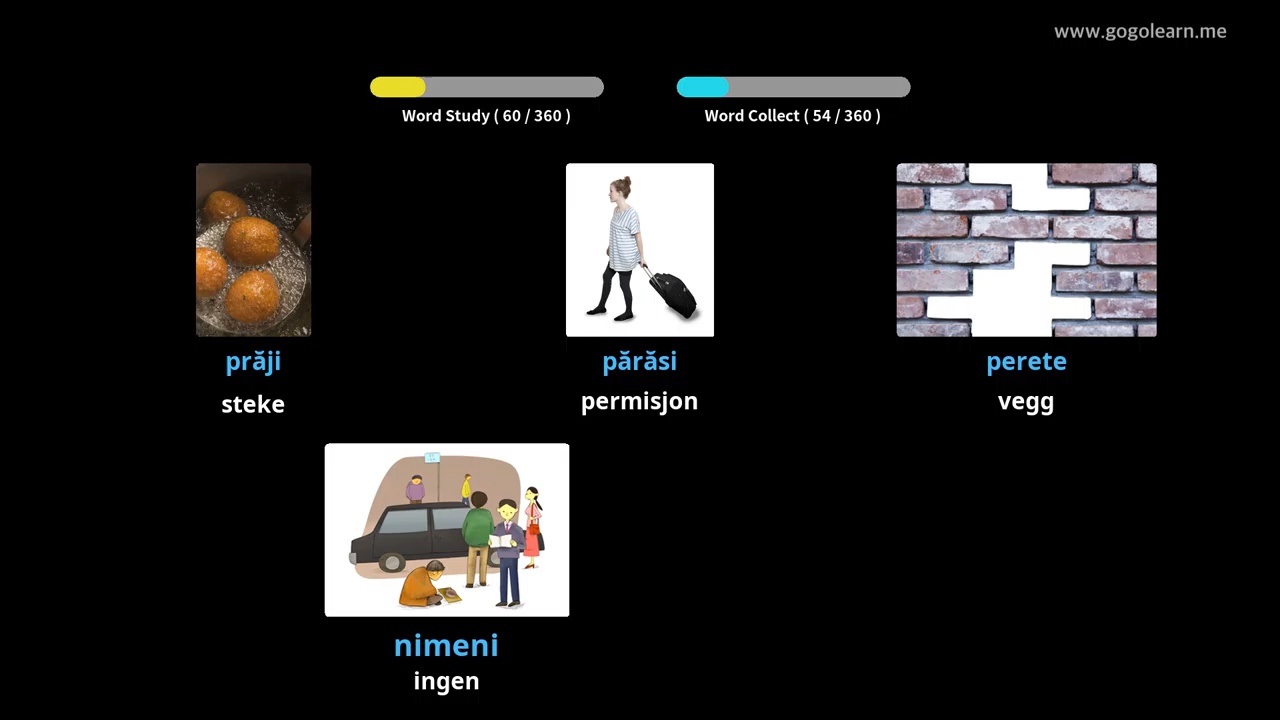 www.gogolearn.me
Word Study ( 60 / 360 )
Word Collect ( 54 / 360 )
prăji
steke
părăsi
permisjon
perete
vegg
nimeni
ingen